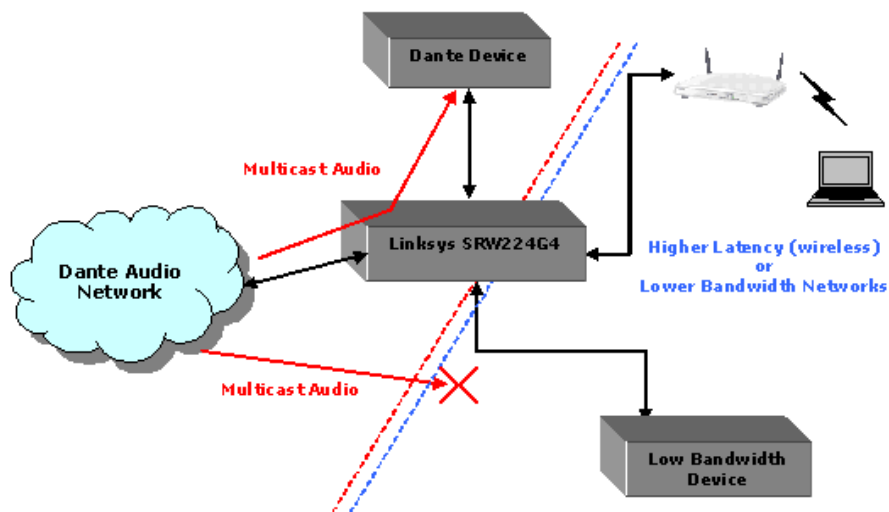 Dante Device
Multicast Audio
Linksys SRW224G4
Dante Audio
Network
Higher Latency (wireless)
or
Lower Bandwidth Networks
Multicast Audio
Low Bandwidth
Device